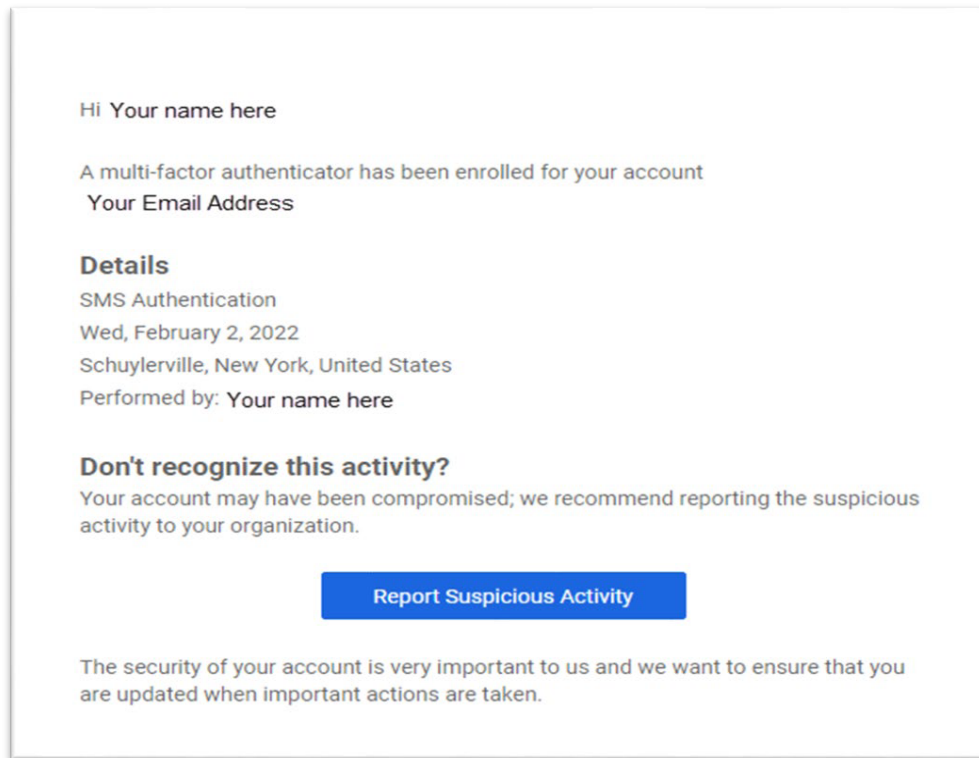 Hi Your name here
A multi-factor authenticator has been enrolled for your account
Your Email Address
Details
SMS Authentication
Wed, February 2, 2022
Schuylerville, New York, United States
Performed by: Your name here
Don't recognize this activity?
Your account may have been compromised; we recommend reporting the suspicious
activity to your organization.
Report Suspicious Activity
The security of your account is very important to us and we want to ensure that you
are updated when important actions are taken.